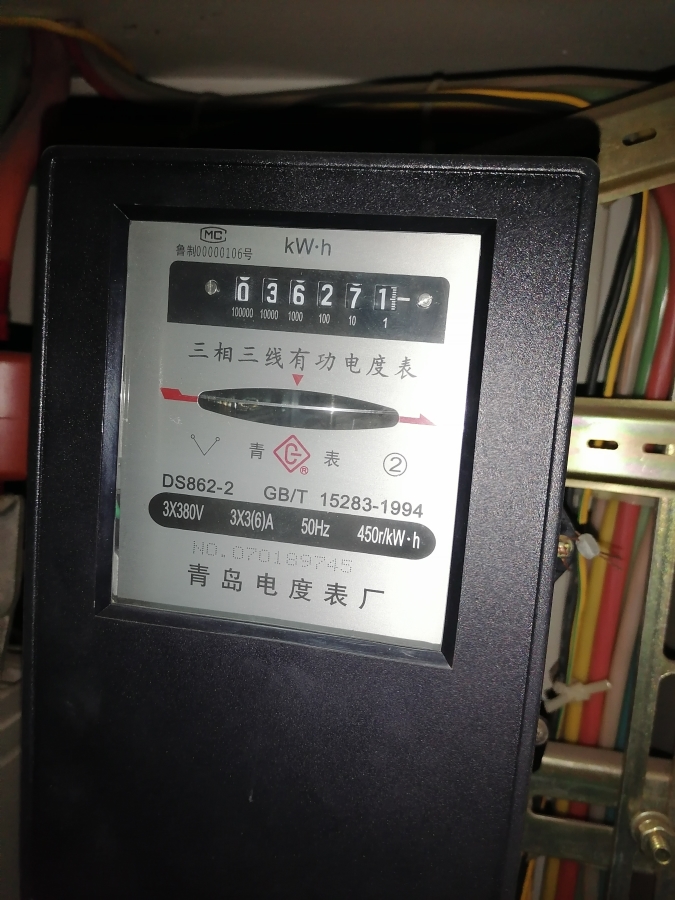 MC
鲁制00000106号
kW·h
0 3 6 2 7 1
100000 10000 1000 100 10 1
三相三线有功电度表
青 G ® 表 ②
DS862-2 GB/T 15283-1994
3X380V 3X3(6)A 50Hz 450r/kW·h
NO.070189745
青岛电度表厂